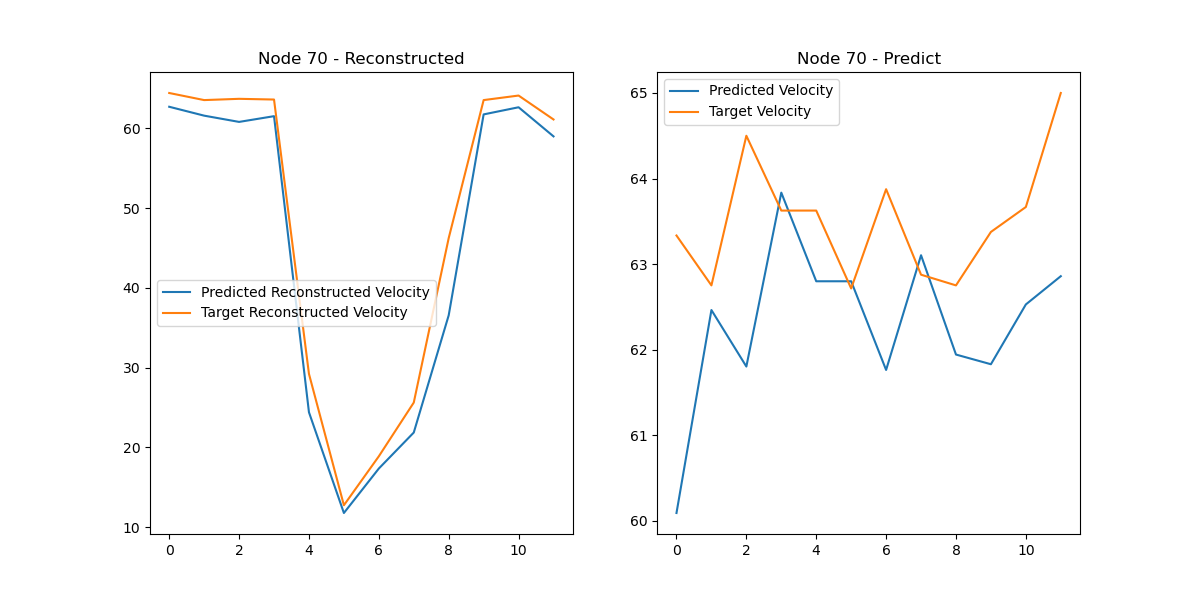 Node 70 - Reconstructed
60
50
40
30
20
10
0 2 4 6 8 10
Predicted Reconstructed Velocity
Target Reconstructed Velocity
Node 70 - Predict
65
64
63
62
61
60
0 2 4 6 8 10
Predicted Velocity
Target Velocity